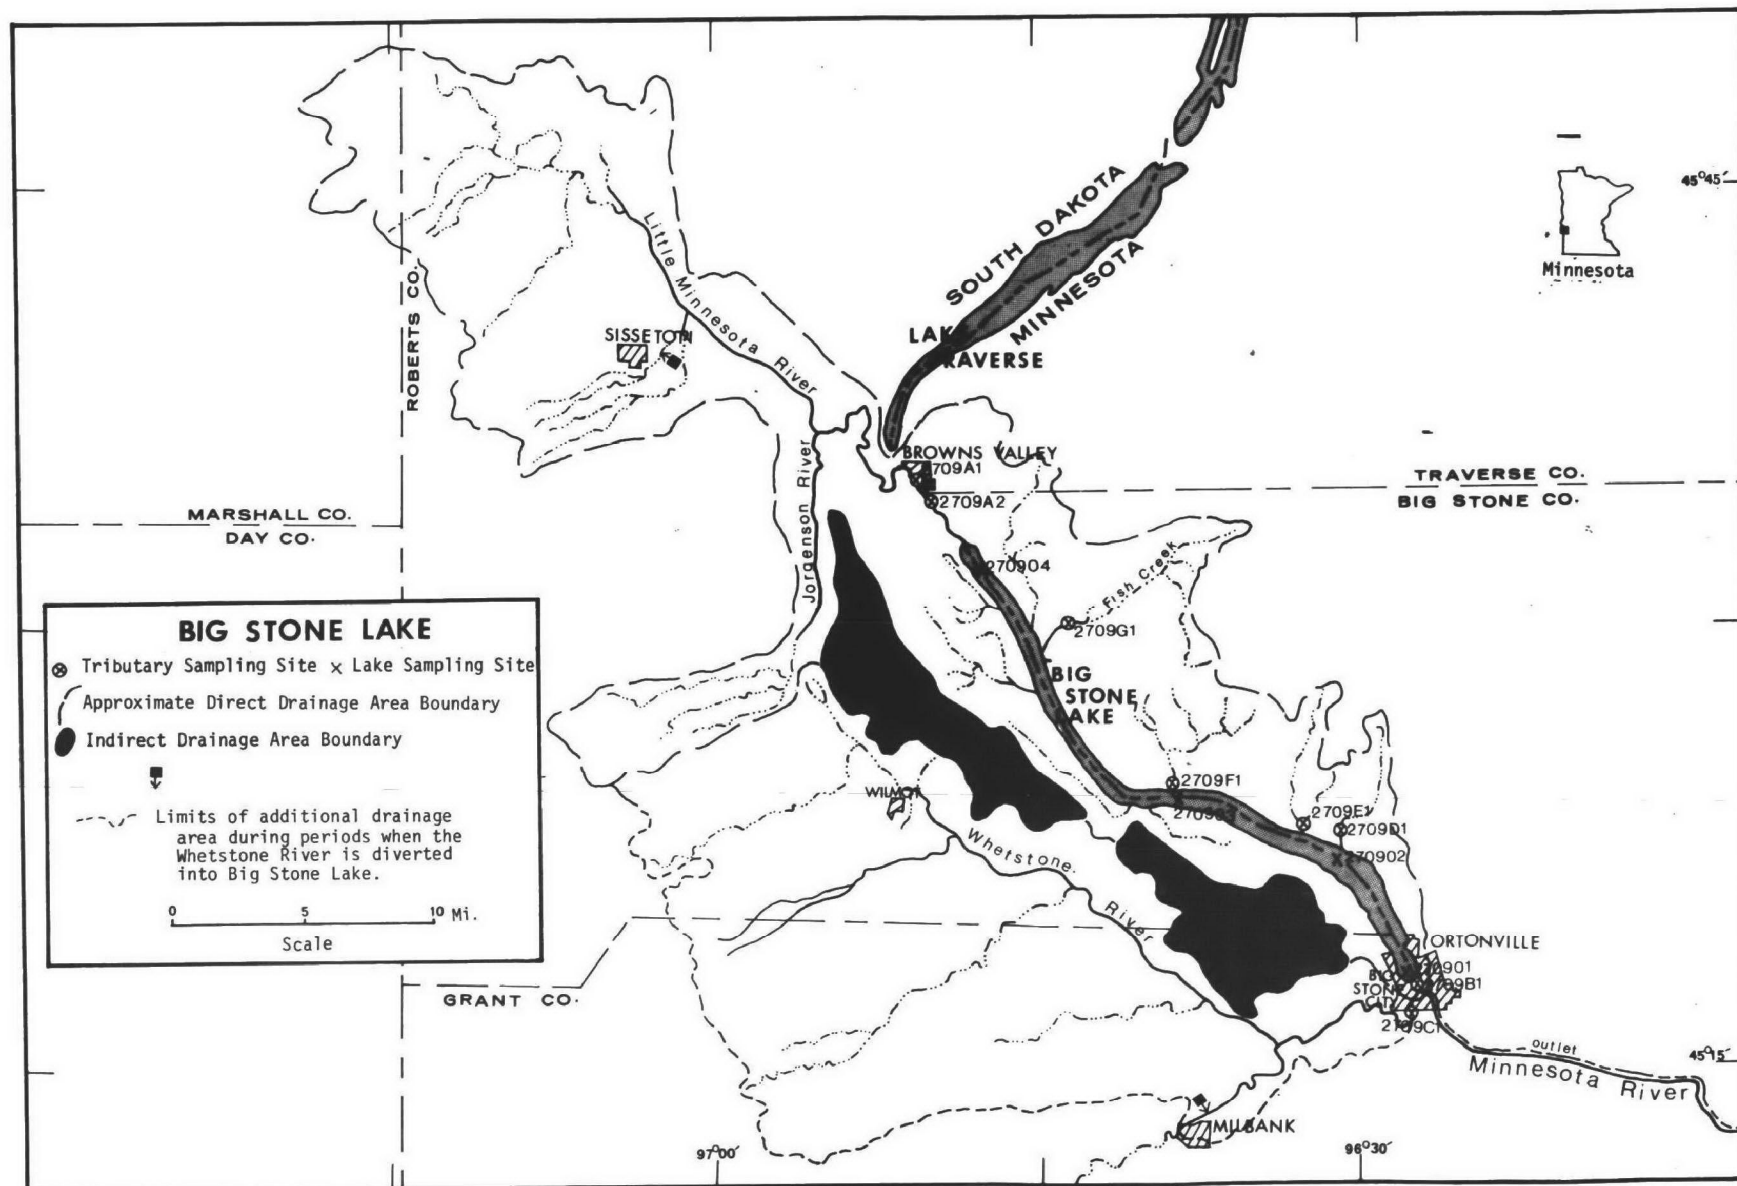 SOUTH DAKOTA
MINNESOTA
45°45′
Minnesota
ROBERTS CO.
Little Minnesota River
SISSETON
LAKE
TRAVERSE
BROWNS VALLEY
2709A1
2709A2
TRAVERSE CO.
BIG STONE CO.
MARSHALL CO.
DAY CO.
Jorgenson River
270904
Fish Creek
2709G1
BIG
STONE
LAKE
BIG STONE LAKE
⊗ Tributary Sampling Site x Lake Sampling Site
Approximate Direct Drainage Area Boundary
Indirect Drainage Area Boundary
Limits of additional drainage
area during periods when the
Whetstone River is diverted
into Big Stone Lake.
0 5 10 Mi.
Scale
2709F1
270903
2709E1
2709D1
270902
WILMOT
Whetstone River
ORTONVILLE
270901
2709B1
BIG
STONE
CITY
2709C1
GRANT CO.
outlet
Minnesota River
45°15′
MILBANK
97°00′
96°30′